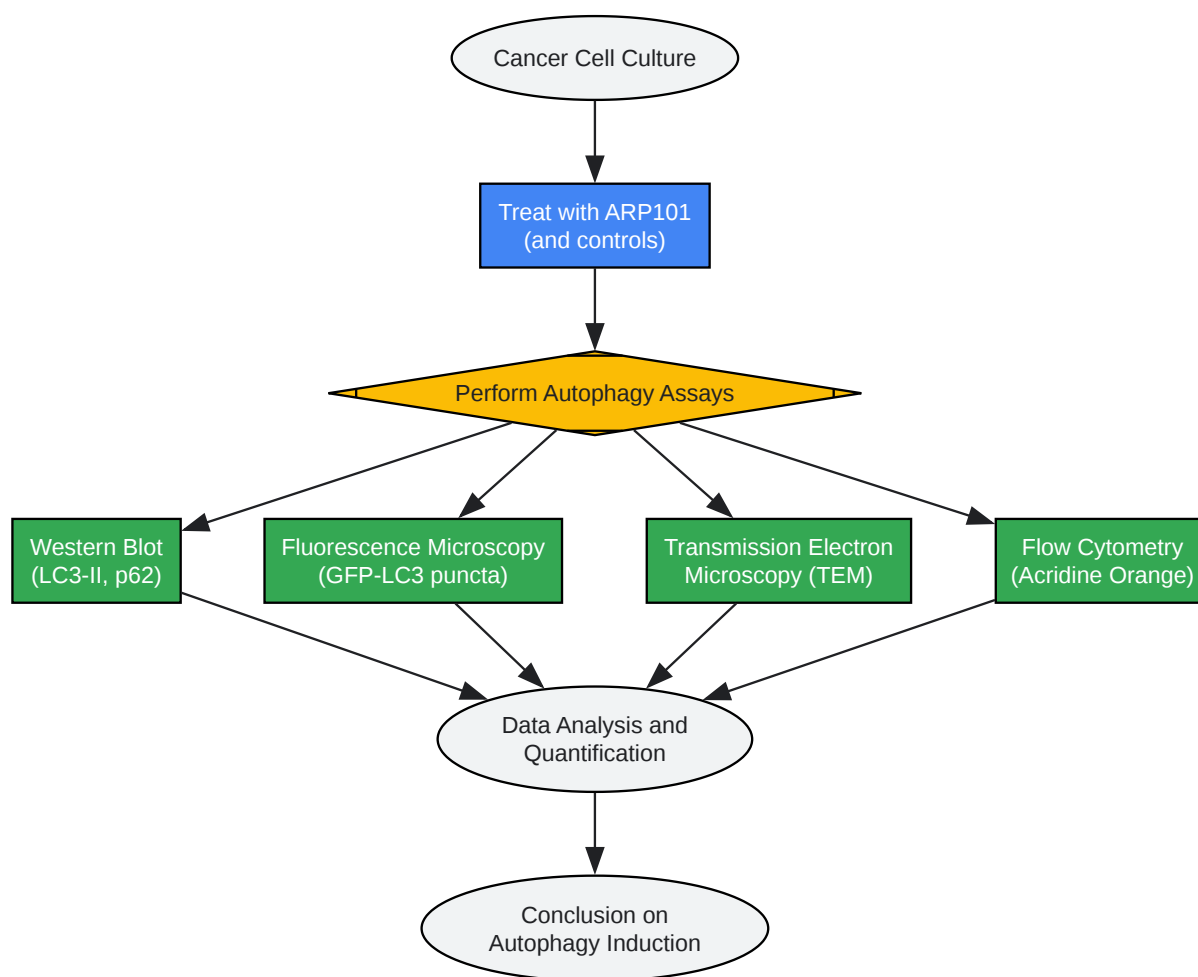 Cancer Cell Culture
Treat with ARP101
(and controls)
Perform Autophagy Assays
Western Blot
(LC3-II, p62)
Fluorescence Microscopy
(GFP-LC3 puncta)
Transmission Electron
Microscopy (TEM)
Flow Cytometry
(Acridine Orange)
Data Analysis and
Quantification
Conclusion on
Autophagy Induction